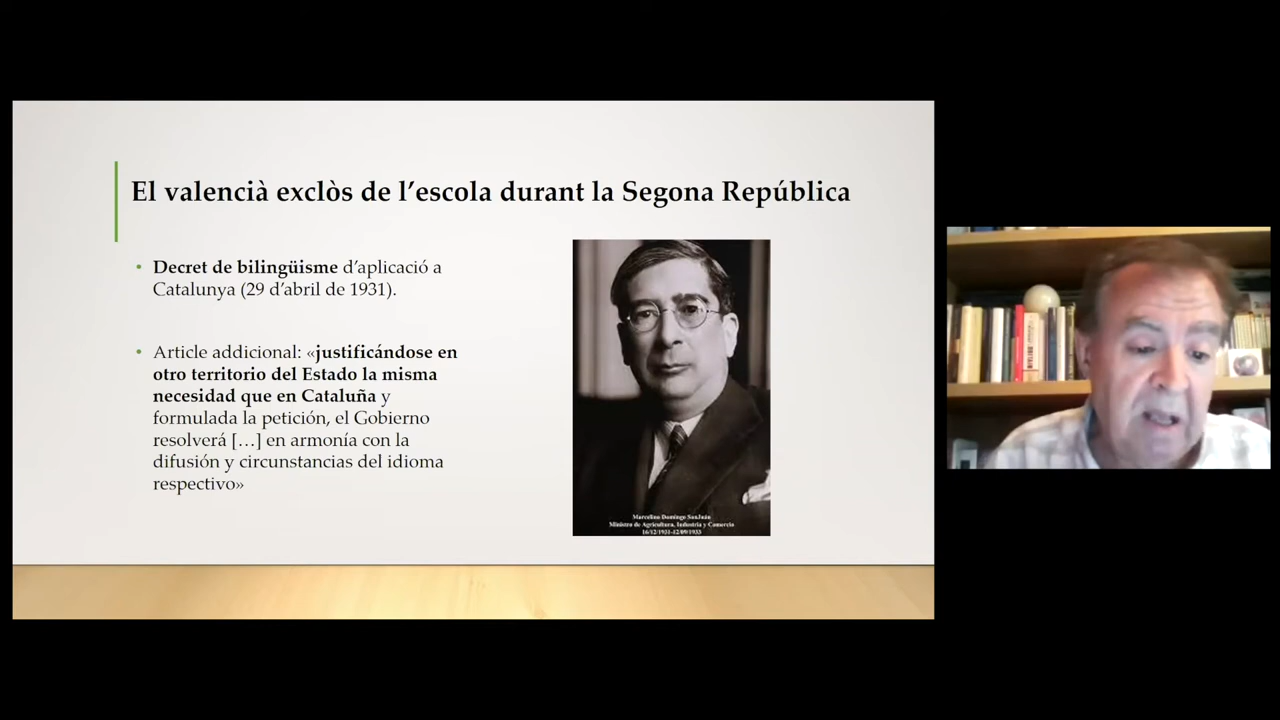 El valencià exclòs de l’escola durant la Segona República
• Decret de bilingüisme d’aplicació a
Catalunya (29 d’abril de 1931).
• Article addicional: «justificándose en
otro territorio del Estado la misma
necesidad que en Cataluña y
formulada la petición, el Gobierno
resolverá […] en armonía con la
difusión y circunstancias del idioma
respectivo»
Marcelino Domingo SanJuán
Ministro de Agricultura, Industria y Comercio
16/12/1931-12/09/1933